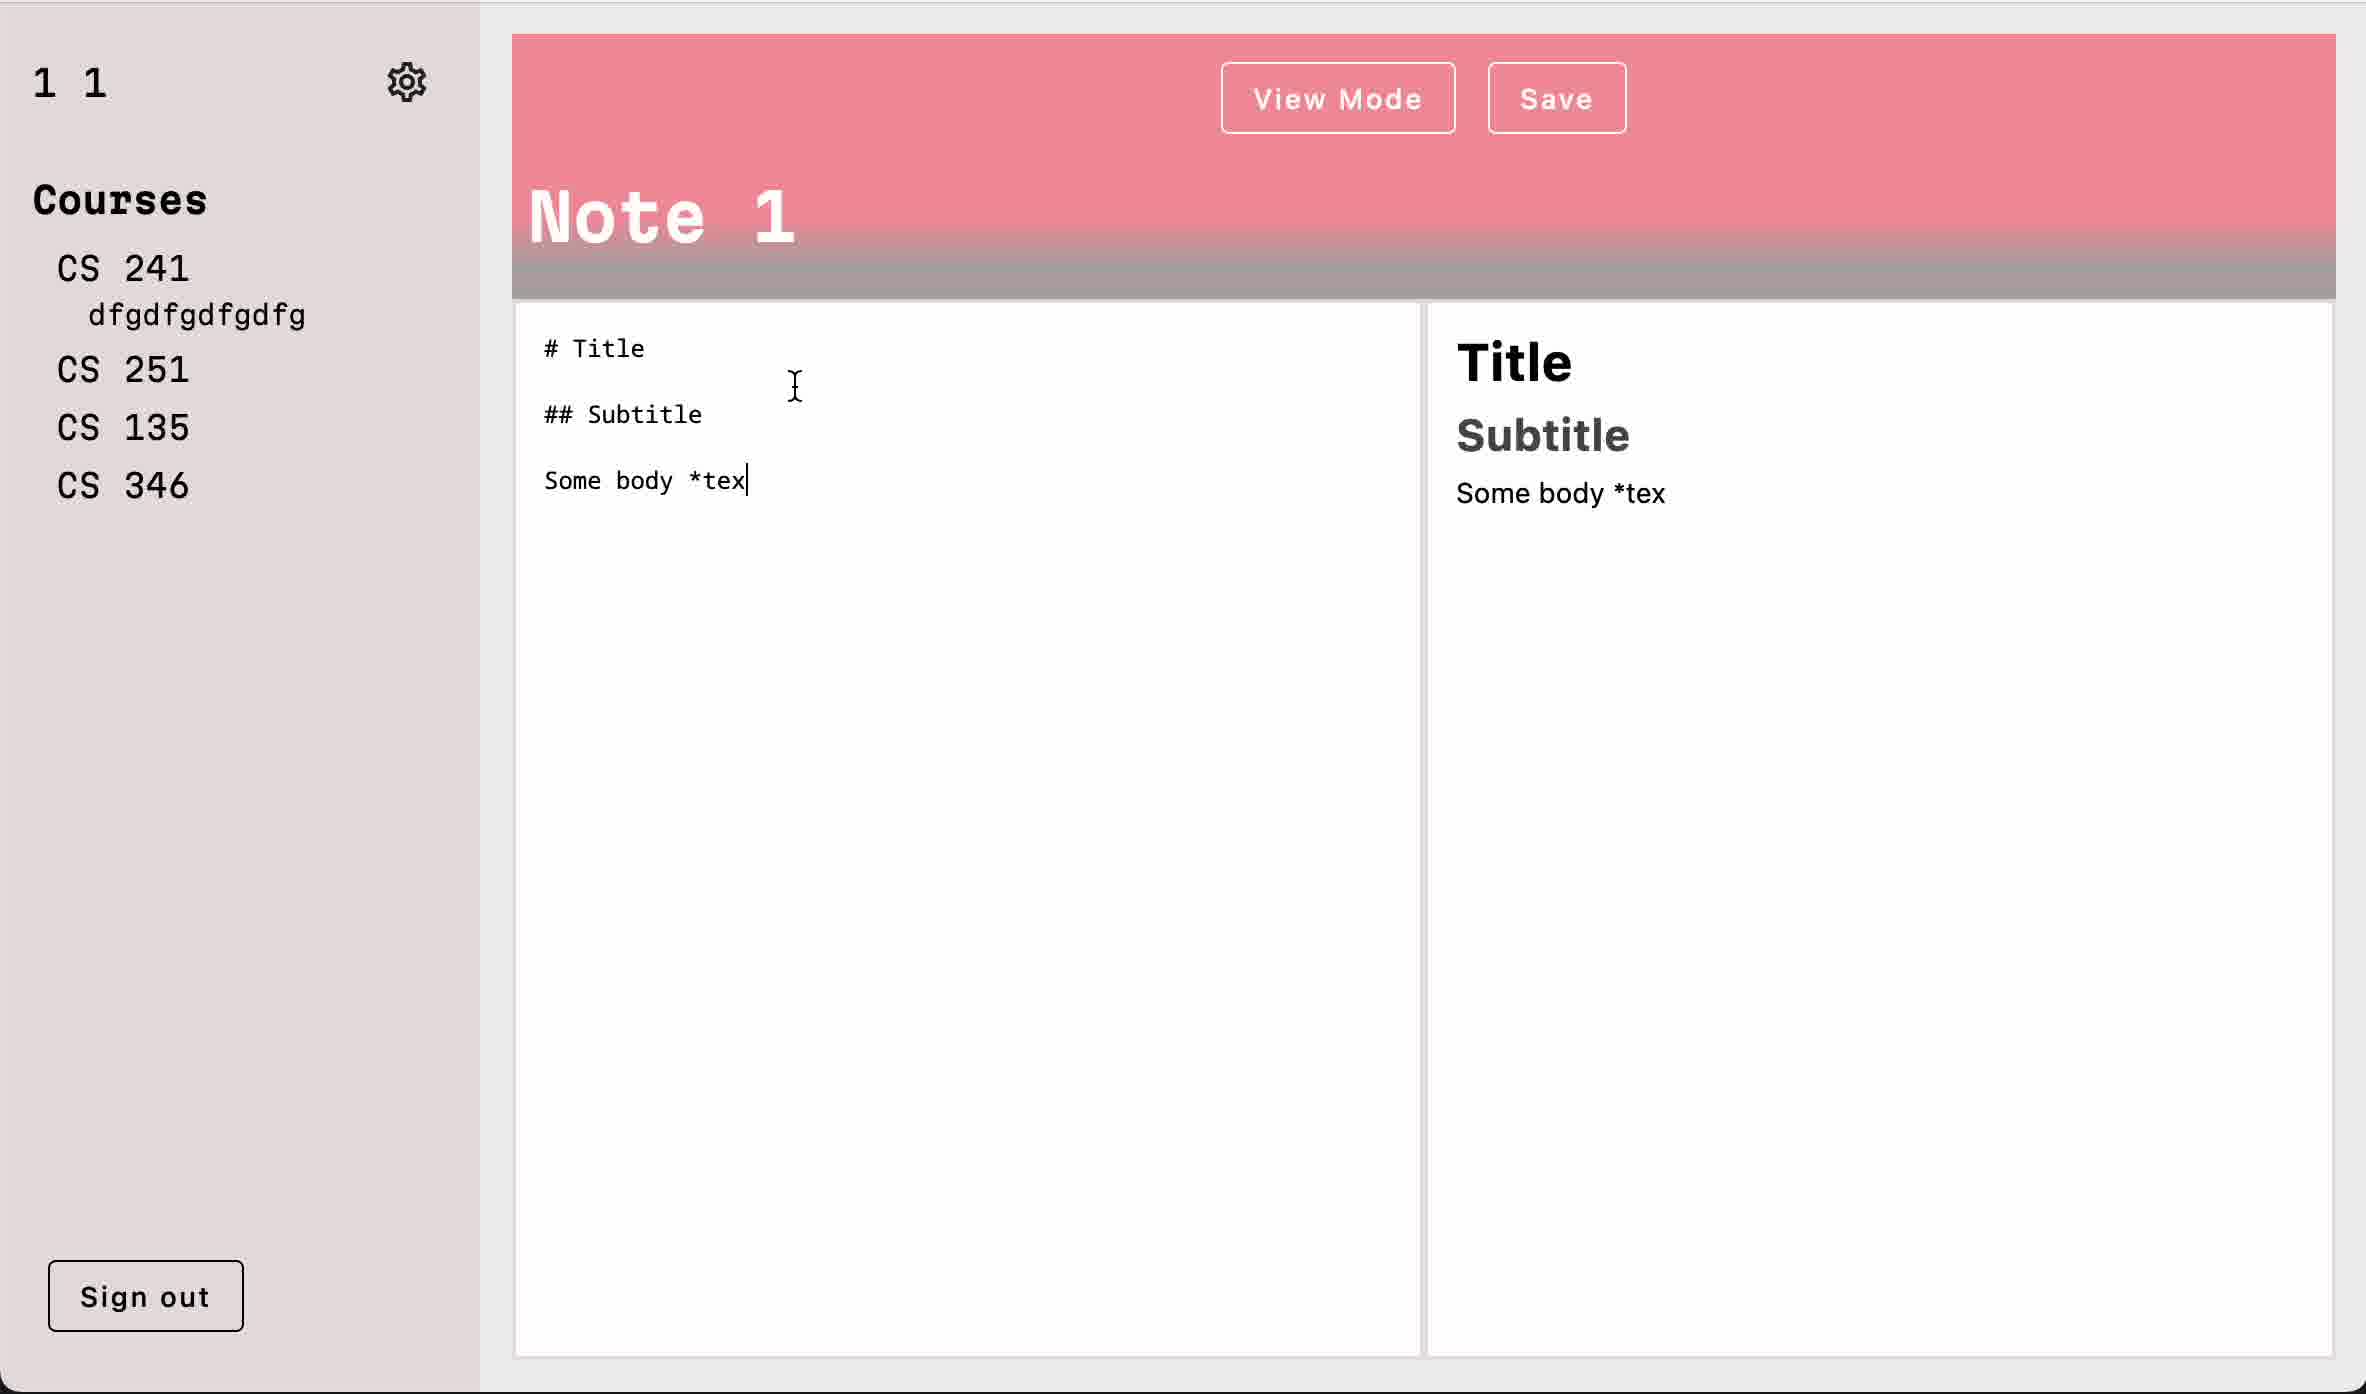 1 1
Courses
CS 241
dfgdfgdfgdfg
CS 251
CS 135
CS 346
Sign out
View Mode
Save
Note 1
# Title
## Subtitle
Some body *tex
Title
Subtitle
Some body *tex